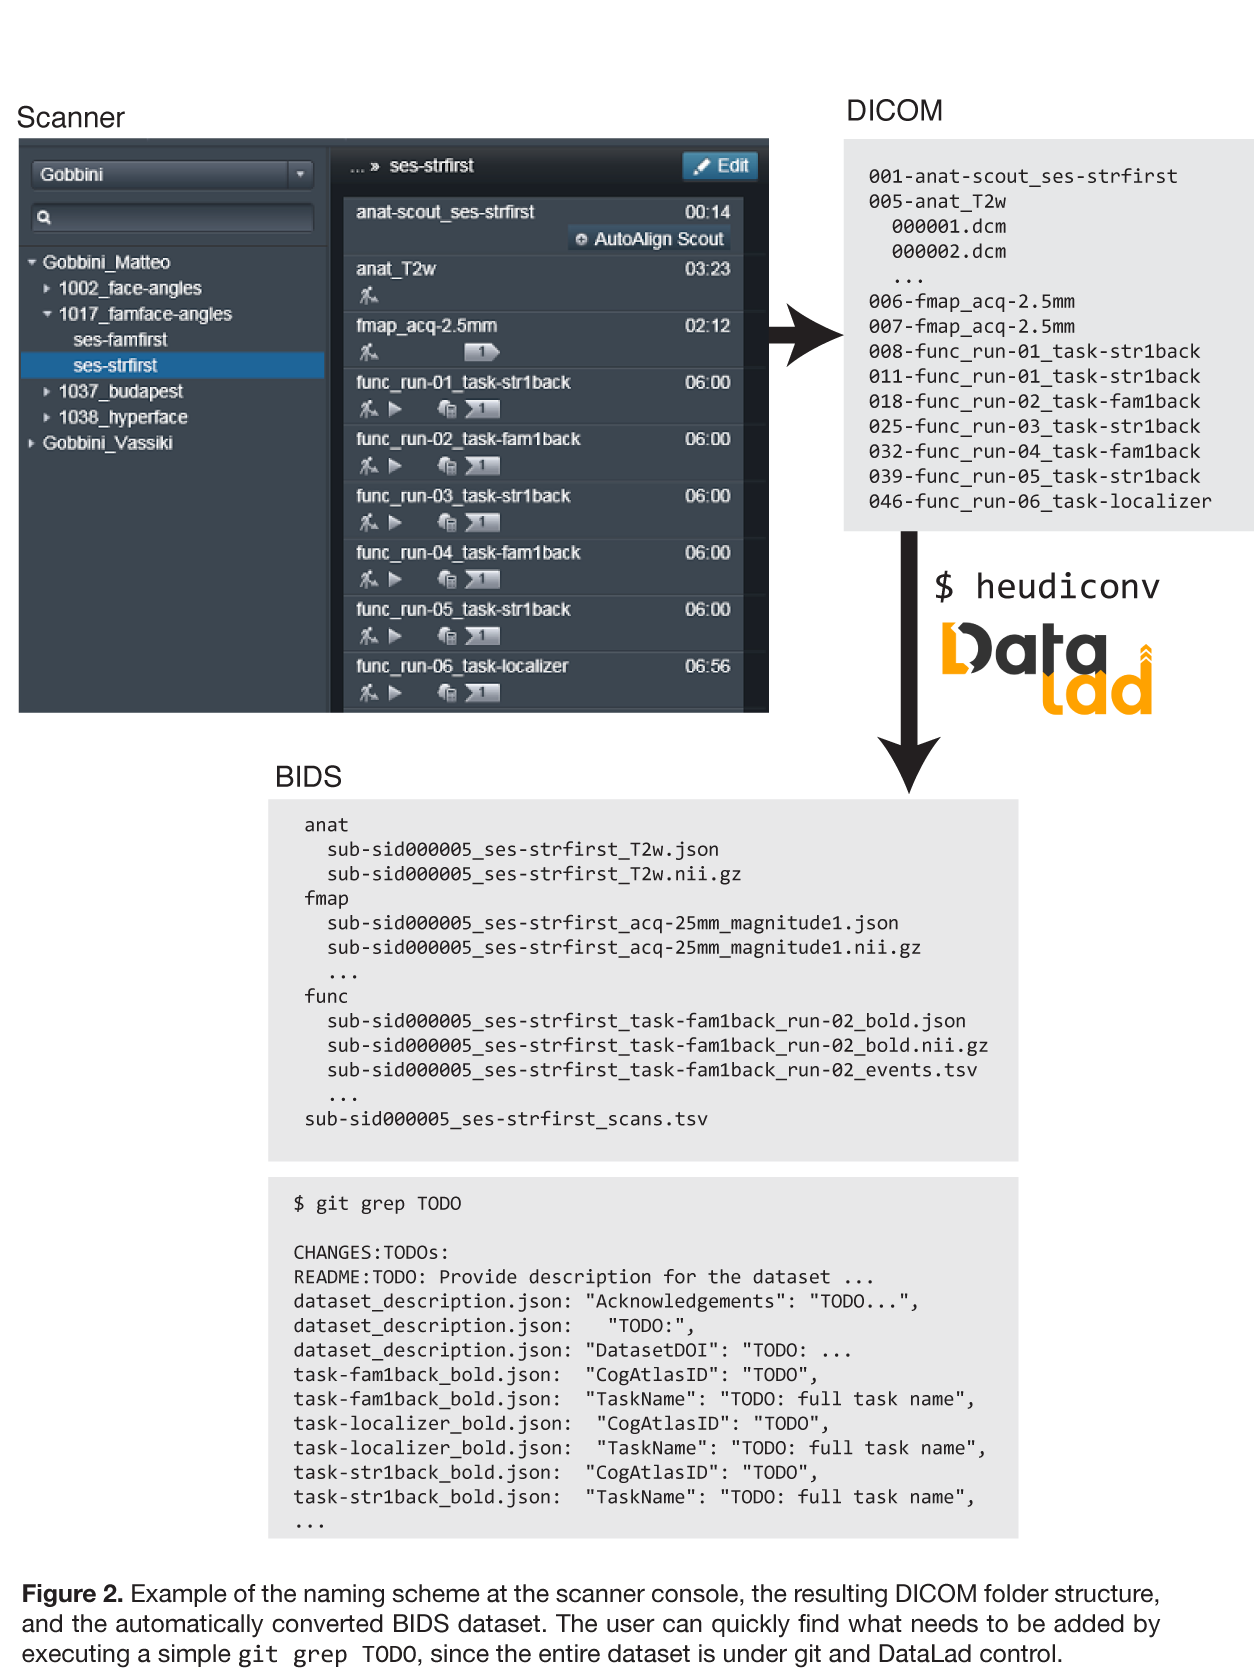 Scanner
Gobbini
Gobbini_Matteo
1002_face-angles
1017_famface-angles
ses-famfirst
ses-strfirst
1037_budapest
1038_hyperface
Gobbini_Vassiki
... » ses-strfirst
Edit
anat-scout_ses-strfirst 00:14
AutoAlign Scout
anat_T2w 03:23
fmap_acq-2.5mm 02:12
1
func_run-01_task-str1back 06:00
1
func_run-02_task-fam1back 06:00
1
func_run-03_task-str1back 06:00
1
func_run-04_task-fam1back 06:00
1
func_run-05_task-str1back 06:00
1
func_run-06_task-localizer 06:56
1
DICOM
001-anat-scout_ses-strfirst
005-anat_T2w
000001.dcm
000002.dcm
...
006-fmap_acq-2.5mm
007-fmap_acq-2.5mm
008-func_run-01_task-str1back
011-func_run-01_task-str1back
018-func_run-02_task-fam1back
025-func_run-03_task-str1back
032-func_run-04_task-fam1back
039-func_run-05_task-str1back
046-func_run-06_task-localizer
$ heudiconv
Data
lad
BIDS
anat
sub-sid000005_ses-strfirst_T2w.json
sub-sid000005_ses-strfirst_T2w.nii.gz
fmap
sub-sid000005_ses-strfirst_acq-25mm_magnitude1.json
sub-sid000005_ses-strfirst_acq-25mm_magnitude1.nii.gz
...
func
sub-sid000005_ses-strfirst_task-fam1back_run-02_bold.json
sub-sid000005_ses-strfirst_task-fam1back_run-02_bold.nii.gz
sub-sid000005_ses-strfirst_task-fam1back_run-02_events.tsv
...
sub-sid000005_ses-strfirst_scans.tsv
$ git grep TODO
CHANGES:TODOs:
README:TODO: Provide description for the dataset ...
dataset_description.json: "Acknowledgements": "TODO...",
dataset_description.json: "TODO:",
dataset_description.json: "DatasetDOI": "TODO: ...
task-fam1back_bold.json: "CogAtlasID": "TODO",
task-fam1back_bold.json: "TaskName": "TODO: full task name",
task-localizer_bold.json: "CogAtlasID": "TODO",
task-localizer_bold.json: "TaskName": "TODO: full task name",
task-str1back_bold.json: "CogAtlasID": "TODO",
task-str1back_bold.json: "TaskName": "TODO: full task name",
...
Figure 2. Example of the naming scheme at the scanner console, the resulting DICOM folder structure,
and the automatically converted BIDS dataset. The user can quickly find what needs to be added by
executing a simple git grep TODO, since the entire dataset is under git and DataLad control.